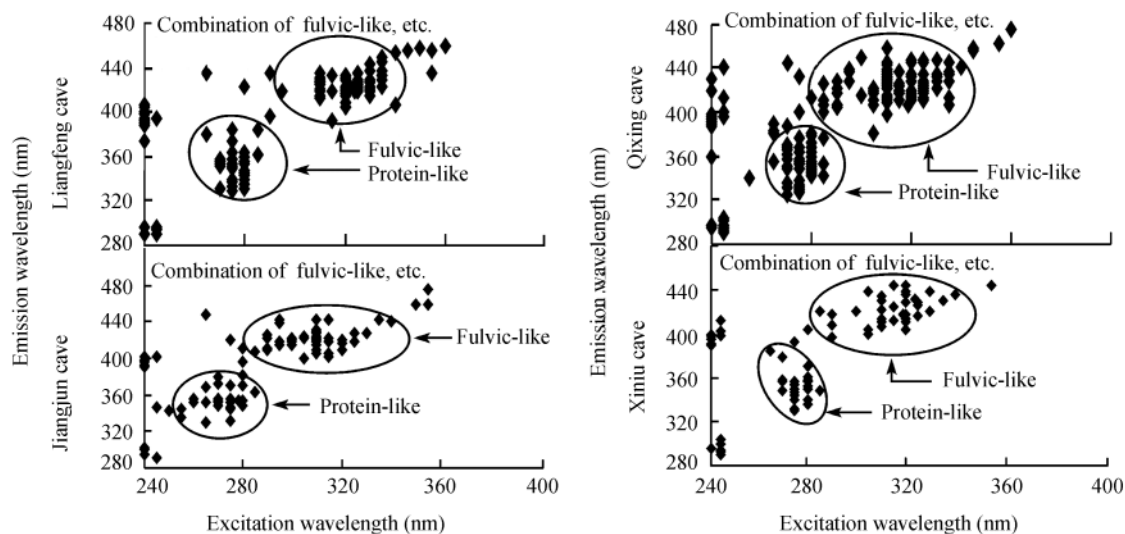 Combination of fulvic-like, etc.
480
440
400
360
320
280
Fulvic-like
Protein-like
Liangfeng cave
Emission wavelength (nm)
Combination of fulvic-like, etc.
480
440
400
360
320
280
Fulvic-like
Protein-like
Qixing cave
Emission wavelength (nm)
Combination of fulvic-like, etc.
440
400
360
320
280
Fulvic-like
Protein-like
Jiangjun cave
240 280 320 360 400
Excitation wavelength (nm)
Combination of fulvic-like, etc.
440
400
360
320
280
Fulvic-like
Protein-like
Xiniu cave
240 280 320 360 400
Excitation wavelength (nm)